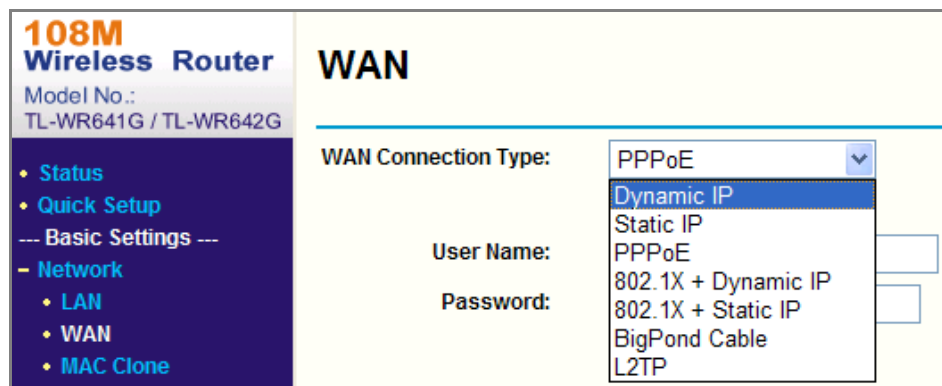 108M
Wireless Router
Model No.:
TL-WR641G / TL-WR642G
• Status
• Quick Setup
--- Basic Settings ---
– Network
• LAN
• WAN
• MAC Clone
WAN
WAN Connection Type:
PPPoE
Dynamic IP
Static IP
PPPoE
802.1X + Dynamic IP
802.1X + Static IP
BigPond Cable
L2TP
User Name:
Password: